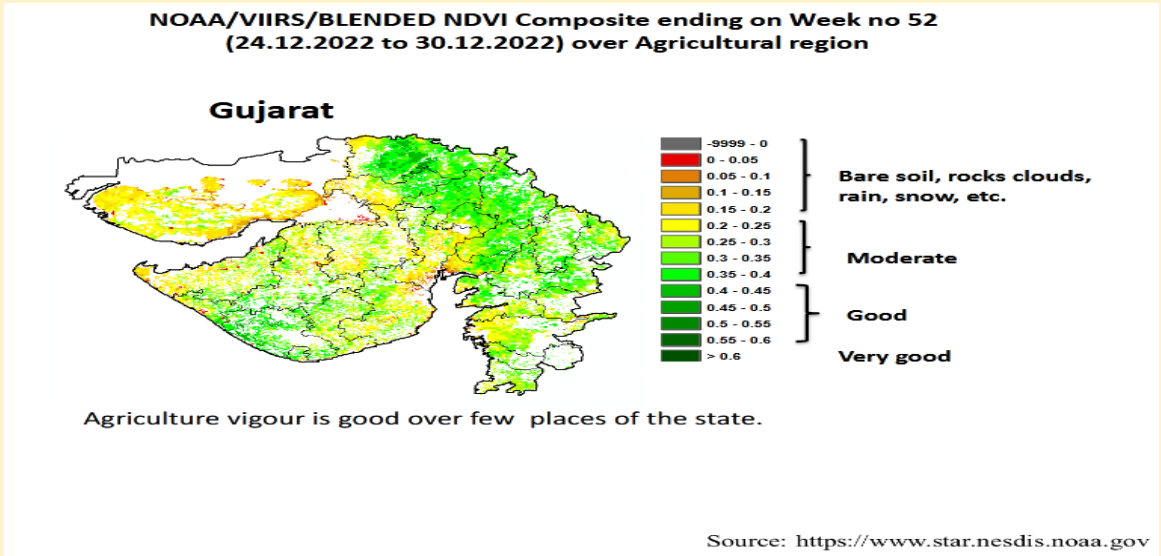 NOAA/VIIRS/BLENDED NDVI Composite ending on Week no 52
(24.12.2022 to 30.12.2022) over Agricultural region
Gujarat
-9999 - 0
0 - 0.05
0.05 - 0.1
0.1 - 0.15
0.15 - 0.2
0.2 - 0.25
0.25 - 0.3
0.3 - 0.35
0.35 - 0.4
0.4 - 0.45
0.45 - 0.5
0.5 - 0.55
0.55 - 0.6
> 0.6
Bare soil, rocks clouds,
rain, snow, etc.
Moderate
Good
Very good
Agriculture vigour is good over few places of the state.
Source: https://www.star.nesdis.noaa.gov